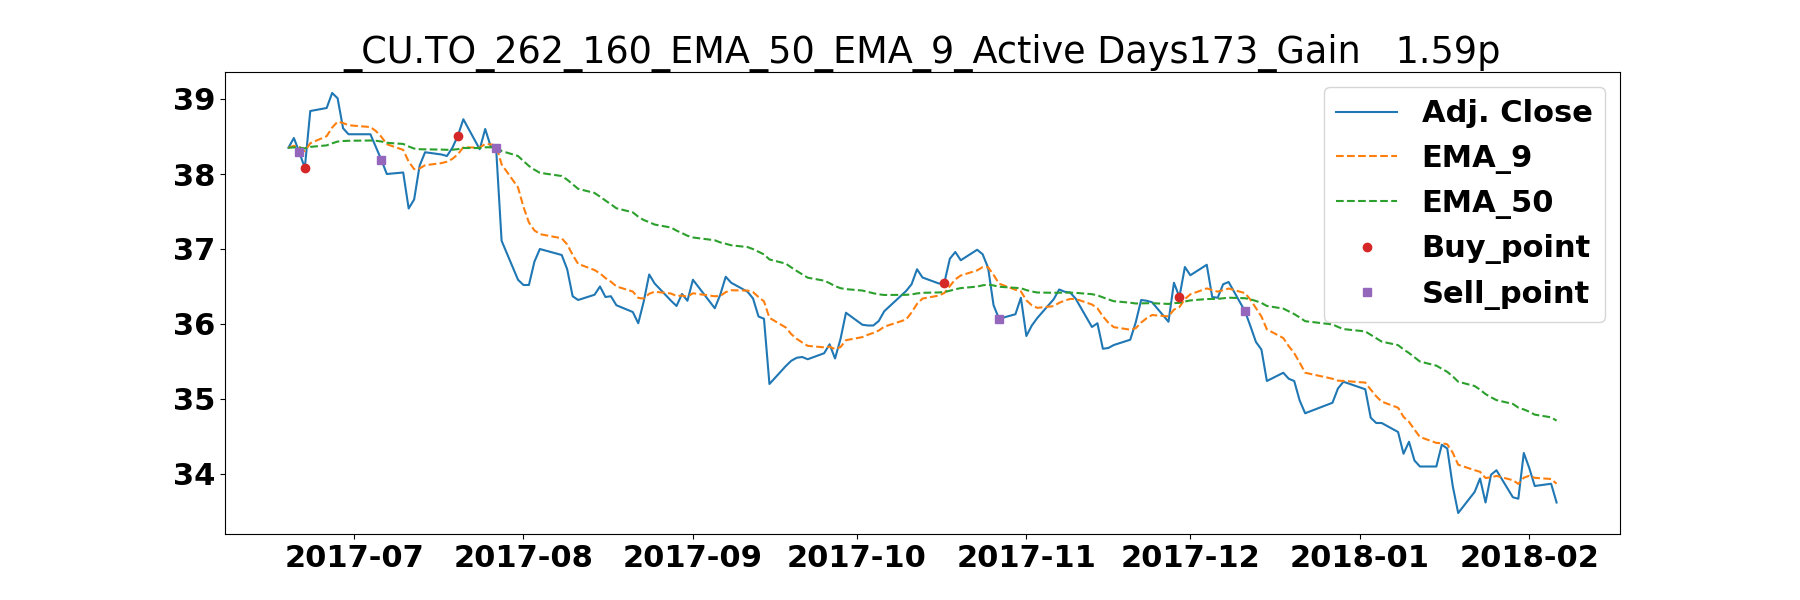 _CU.TO_262_160_EMA_50_EMA_9_Active Days173_Gain   1.59p
39
38
37
36
35
34
Adj. Close
EMA_9
EMA_50
Buy_point
Sell_point
2017-07 2017-08 2017-09 2017-10 2017-11 2017-12 2018-01 2018-02